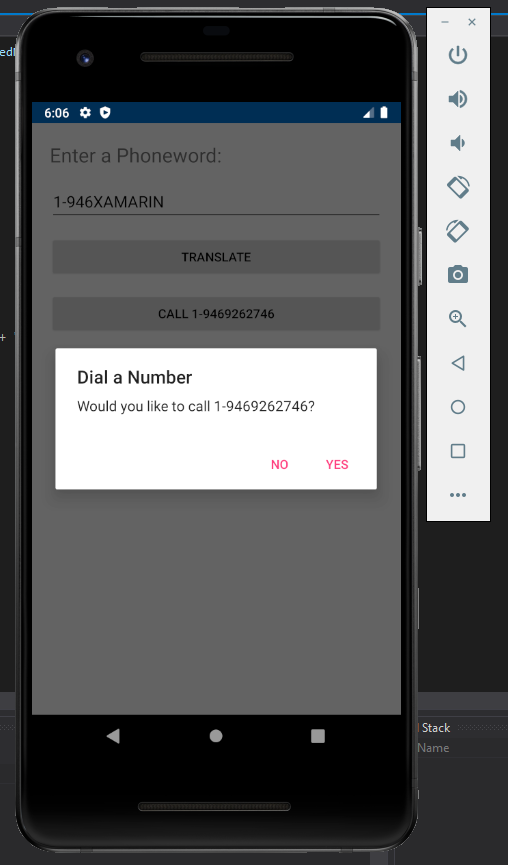 6:06
Enter a Phoneword:
1-946XAMARIN
TRANSLATE
CALL 1-9469262746
Dial a Number
Would you like to call 1-9469262746?
NO YES
Stack
Name